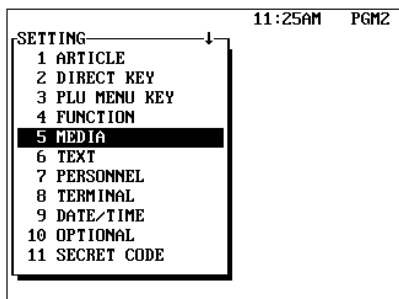 11:25AM PGM2
SETTING ↓
1 ARTICLE
2 DIRECT KEY
3 PLU MENU KEY
4 FUNCTION
5 MEDIA
6 TEXT
7 PERSONNEL
8 TERMINAL
9 DATE/TIME
10 OPTIONAL
11 SECRET CODE